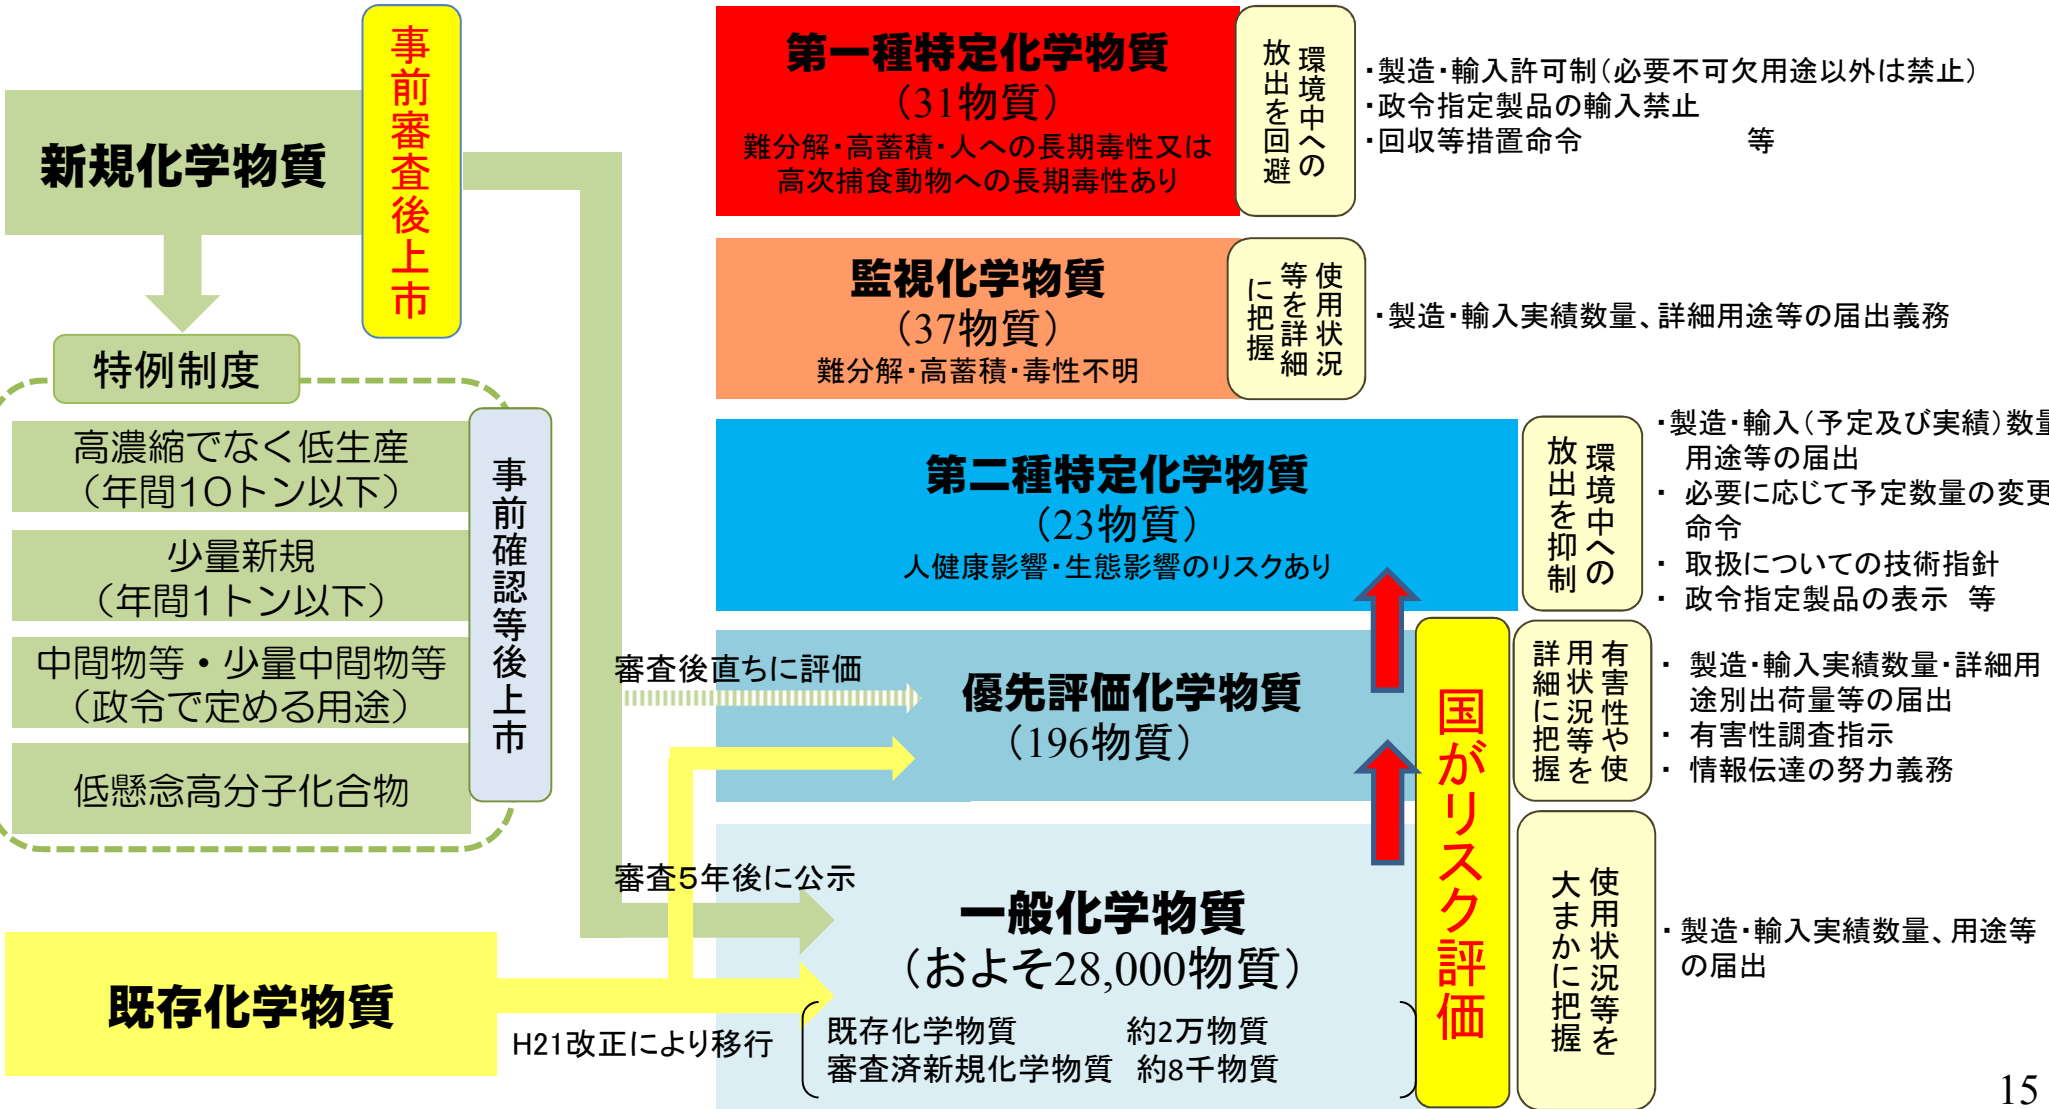 新規化学物質
事前審査後上市
特例制度
高濃縮でなく低生産
（年間10トン以下）
少量新規
（年間1トン以下）
中間物等・少量中間物等
（政令で定める用途）
低懸念高分子化合物
事前確認等後上市
既存化学物質
審査後直ちに評価
審査5年後に公示
H21改正により移行
第一種特定化学物質
（31物質）
難分解・高蓄積・人への長期毒性又は
高次捕食動物への長期毒性あり
環境中への
放出を回避
・製造・輸入許可制（必要不可欠用途以外は禁止）
・政令指定製品の輸入禁止
・回収等措置命令　　　　　等
監視化学物質
（37物質）
難分解・高蓄積・毒性不明
使用状況
等を詳細
に把握
・製造・輸入実績数量、詳細用途等の届出義務
第二種特定化学物質
（23物質）
人健康影響・生態影響のリスクあり
環境中への
放出を抑制
・製造・輸入（予定及び実績）数量
用途等の届出
・ 必要に応じて予定数量の変更
命令
・ 取扱についての技術指針
・ 政令指定製品の表示　等
優先評価化学物質
（196物質）
国がリスク評価
有害性や使
用状況等を
詳細に把握
・ 製造・輸入実績数量・詳細用
途別出荷量等の届出
・ 有害性調査指示
・ 情報伝達の努力義務
一般化学物質
（およそ28,000物質）
既存化学物質　　　　約2万物質
審査済新規化学物質　約8千物質
使用状況等を
大まかに把握
・製造・輸入実績数量、用途等
の届出
15